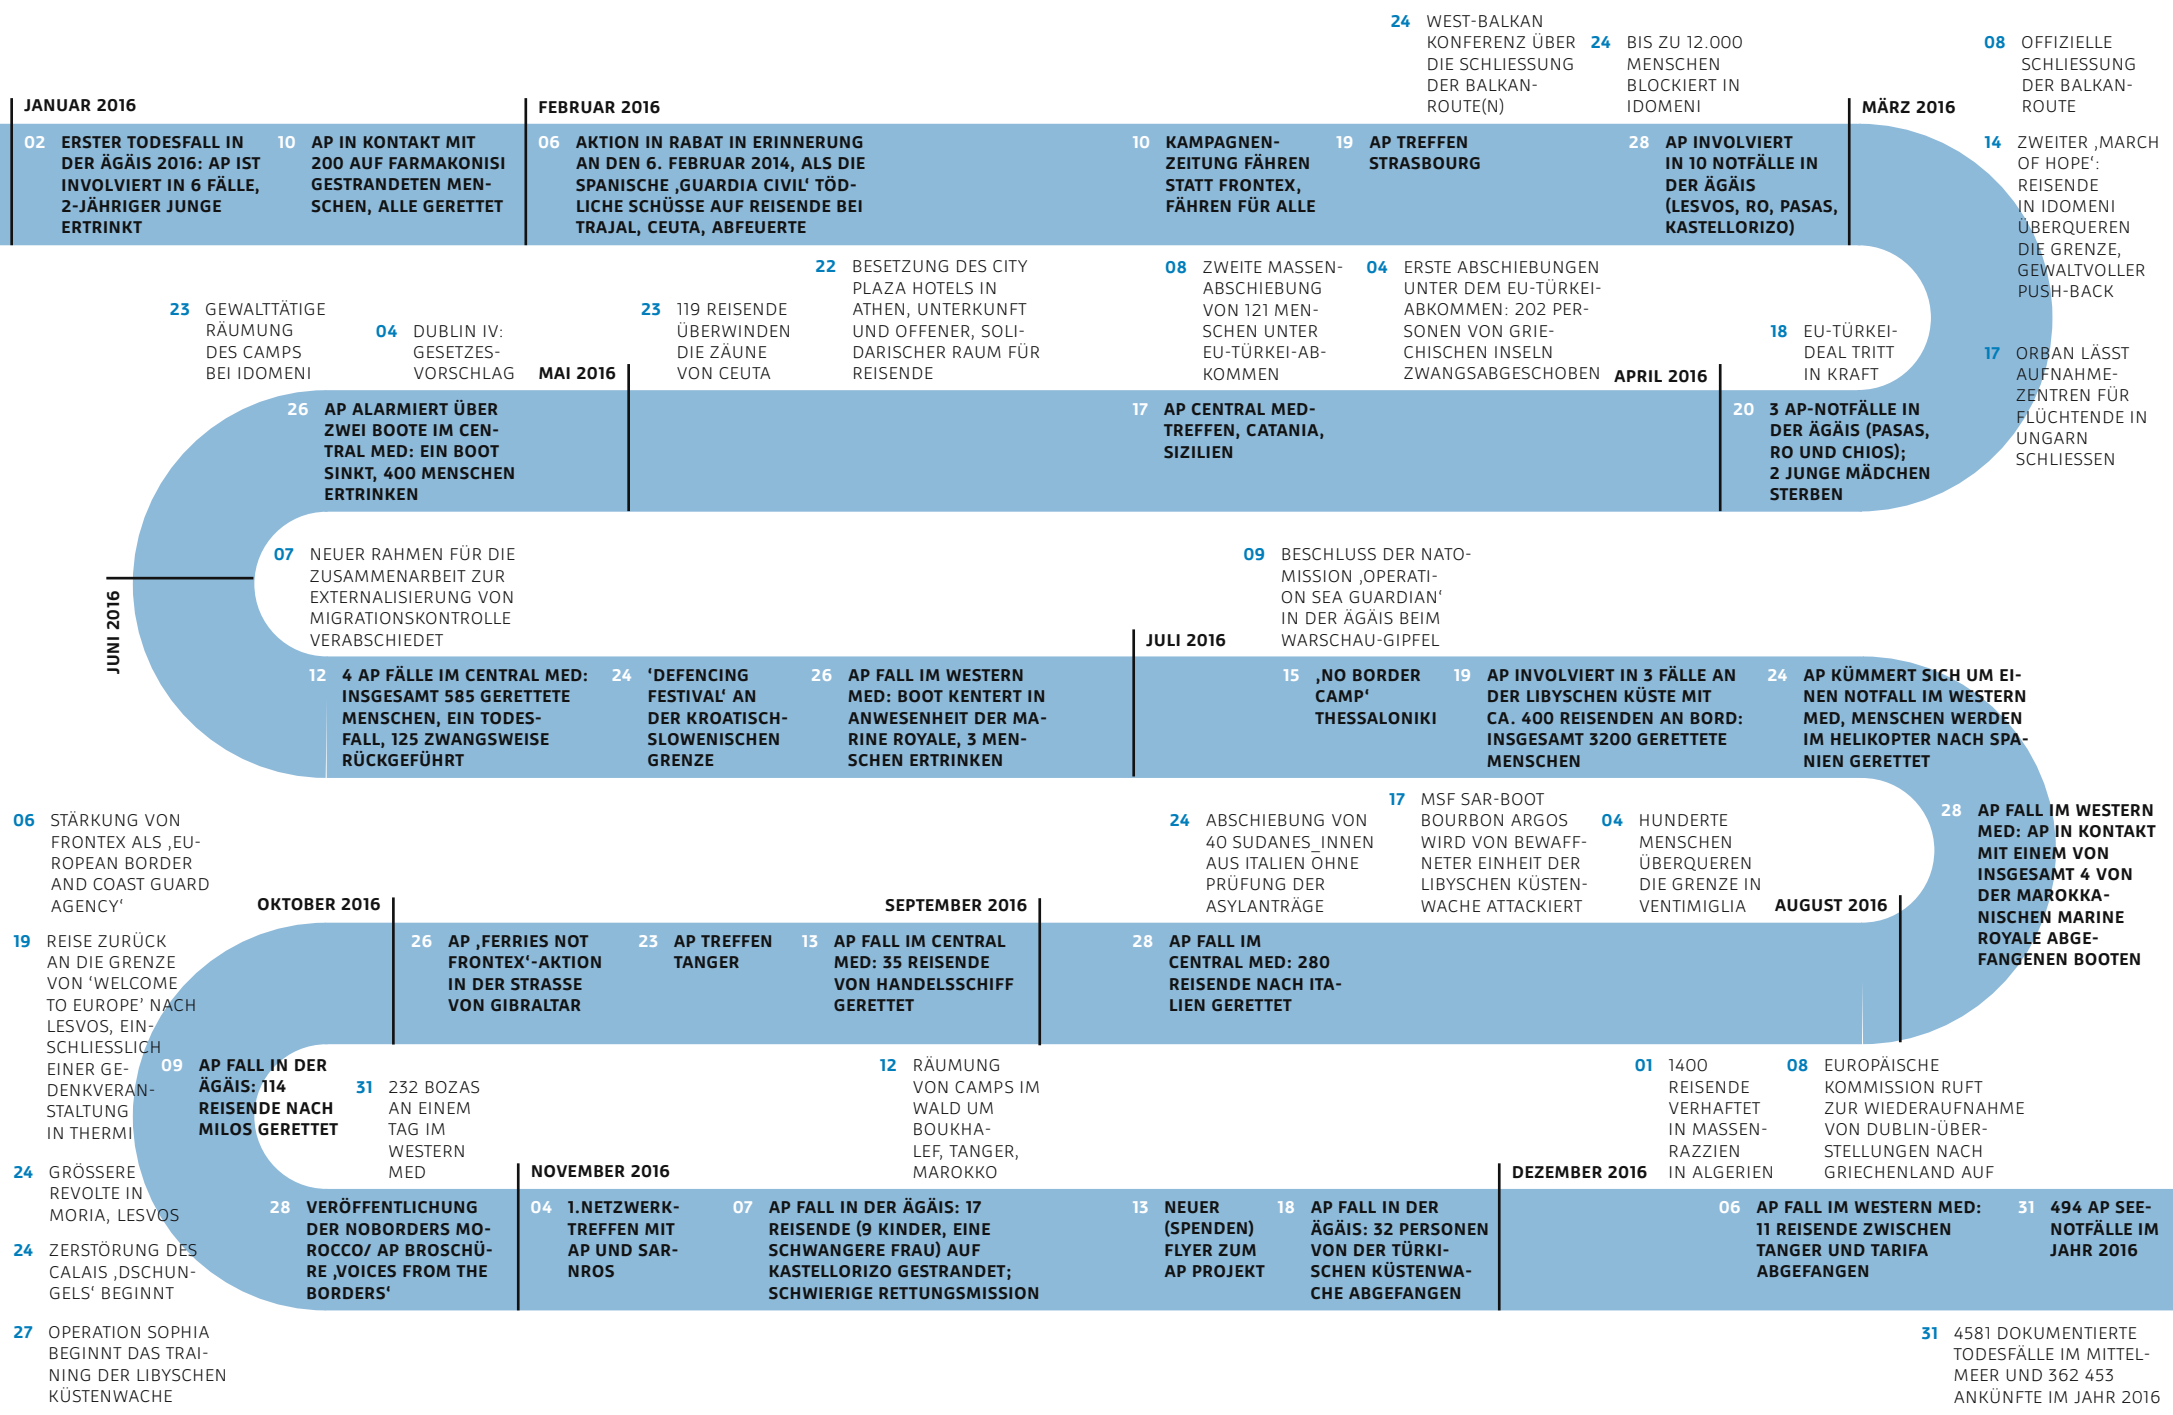 JANUAR 2016
02 ERSTER TODESFALL IN
DER ÄGÄIS 2016: AP IST
INVOLVIERT IN 6 FÄLLE,
2-JÄHRIGER JUNGE
ERTRINKT
10 AP IN KONTAKT MIT
200 AUF FARMAKONISI
GESTRANDETEN MEN-
SCHEN, ALLE GERETTET
FEBRUAR 2016
06 AKTION IN RABAT IN ERINNERUNG
AN DEN 6. FEBRUAR 2014, ALS DIE
SPANISCHE ‚GUARDIA CIVIL‘ TÖD-
LICHE SCHÜSSE AUF REISENDE BEI
TRAJAL, CEUTA, ABFEUERTE
10 KAMPAGNEN-
ZEITUNG FÄHREN
STATT FRONTEX,
FÄHREN FÜR ALLE
19 AP TREFFEN
STRASBOURG
24 WEST-BALKAN
KONFERENZ ÜBER
DIE SCHLIESSUNG
DER BALKAN-
ROUTE(N)
24 BIS ZU 12.000
MENSCHEN
BLOCKIERT IN
IDOMENI
28 AP INVOLVIERT
IN 10 NOTFÄLLE IN
DER ÄGÄIS
(LESVOS, RO, PASAS,
KASTELLORIZO)
MÄRZ 2016
08 OFFIZIELLE
SCHLIESSUNG
DER BALKAN-
ROUTE
14 ZWEITER ‚MARCH
OF HOPE‘:
REISENDE
IN IDOMENI
ÜBERQUEREN
DIE GRENZE,
GEWALTVOLLER
PUSH-BACK
17 ORBAN LÄSST
AUFNAHME-
ZENTREN FÜR
FLÜCHTENDE IN
UNGARN
SCHLIESSEN
18 EU-TÜRKEI-
DEAL TRITT
IN KRAFT
20 3 AP-NOTFÄLLE IN
DER ÄGÄIS (PASAS,
RO UND CHIOS);
2 JUNGE MÄDCHEN
STERBEN
APRIL 2016
04 ERSTE ABSCHIEBUNGEN
UNTER DEM EU-TÜRKEI-
ABKOMMEN: 202 PER-
SONEN VON GRIE-
CHISCHEN INSELN
ZWANGSABGESCHOBEN
08 ZWEITE MASSEN-
ABSCHIEBUNG
VON 121 MEN-
SCHEN UNTER
EU-TÜRKEI-AB-
KOMMEN
17 AP CENTRAL MED-
TREFFEN, CATANIA,
SIZILIEN
22 BESETZUNG DES CITY
PLAZA HOTELS IN
ATHEN, UNTERKUNFT
UND OFFENER, SOLI-
DARISCHER RAUM FÜR
REISENDE
23 119 REISENDE
ÜBERWINDEN
DIE ZÄUNE
VON CEUTA
MAI 2016
04 DUBLIN IV:
GESETZES-
VORSCHLAG
23 GEWALTTÄTIGE
RÄUMUNG
DES CAMPS
BEI IDOMENI
26 AP ALARMIERT ÜBER
ZWEI BOOTE IM CEN-
TRAL MED: EIN BOOT
SINKT, 400 MENSCHEN
ERTRINKEN
JUNI 2016
07 NEUER RAHMEN FÜR DIE
ZUSAMMENARBEIT ZUR
EXTERNALISIERUNG VON
MIGRATIONSKONTROLLE
VERABSCHIEDET
12 4 AP FÄLLE IM CENTRAL MED:
INSGESAMT 585 GERETTETE
MENSCHEN, EIN TODES-
FALL, 125 ZWANGSWEISE
RÜCKGEFÜHRT
24 ‘DEFENCING
FESTIVAL‘ AN
DER KROATISCH-
SLOWENISCHEN
GRENZE
26 AP FALL IM WESTERN
MED: BOOT KENTERT IN
ANWESENHEIT DER MA-
RINE ROYALE, 3 MEN-
SCHEN ERTRINKEN
JULI 2016
09 BESCHLUSS DER NATO-
MISSION ‚OPERATI-
ON SEA GUARDIAN‘
IN DER ÄGÄIS BEIM
WARSCHAU-GIPFEL
15 ‚NO BORDER
CAMP‘
THESSALONIKI
19 AP INVOLVIERT IN 3 FÄLLE AN
DER LIBYSCHEN KÜSTE MIT
CA. 400 REISENDEN AN BORD:
INSGESAMT 3200 GERETTETE
MENSCHEN
24 AP KÜMMERT SICH UM EI-
NEN NOTFALL IM WESTERN
MED, MENSCHEN WERDEN
IM HELIKOPTER NACH SPA-
NIEN GERETTET
28 AP FALL IM WESTERN
MED: AP IN KONTAKT
MIT EINEM VON
INSGESAMT 4 VON
DER MAROKKA-
NISCHEN MARINE
ROYALE ABGE-
FANGENEN BOOTEN
AUGUST 2016
04 HUNDERTE
MENSCHEN
ÜBERQUEREN
DIE GRENZE IN
VENTIMIGLIA
17 MSF SAR-BOOT
BOURBON ARGOS
WIRD VON BEWAFF-
NETER EINHEIT DER
LIBYSCHEN KÜSTEN-
WACHE ATTACKIERT
24 ABSCHIEBUNG VON
40 SUDANES_INNEN
AUS ITALIEN OHNE
PRÜFUNG DER
ASYLANTRÄGE
28 AP FALL IM
CENTRAL MED: 280
REISENDE NACH ITA-
LIEN GERETTET
SEPTEMBER 2016
13 AP FALL IM CENTRAL
MED: 35 REISENDE
VON HANDELSSCHIFF
GERETTET
23 AP TREFFEN
TANGER
26 AP ‚FERRIES NOT
FRONTEX‘-AKTION
IN DER STRASSE
VON GIBRALTAR
OKTOBER 2016
06 STÄRKUNG VON
FRONTEX ALS ‚EU-
ROPEAN BORDER
AND COAST GUARD
AGENCY‘
19 REISE ZURÜCK
AN DIE GRENZE
VON ‘WELCOME
TO EUROPE’ NACH
LESVOS, EIN-
SCHLIESSLICH
EINER GE-
DENKVERAN-
STALTUNG
IN THERMI
09 AP FALL IN DER
ÄGÄIS: 114
REISENDE NACH
MILOS GERETTET
24 GRÖSSERE
REVOLTE IN
MORIA, LESVOS
24 ZERSTÖRUNG DES
CALAIS ‚DSCHUN-
GELS‘ BEGINNT
27 OPERATION SOPHIA
BEGINNT DAS TRAI-
NING DER LIBYSCHEN
KÜSTENWACHE
28 VERÖFFENTLICHUNG
DER NOBORDERS MO-
ROCCO/ AP BROSCHÜ-
RE ‚VOICES FROM THE
BORDERS‘
31 232 BOZAS
AN EINEM
TAG IM
WESTERN
MED
NOVEMBER 2016
04 1.NETZWERK-
TREFFEN MIT
AP UND SAR-
NROS
07 AP FALL IN DER ÄGÄIS: 17
REISENDE (9 KINDER, EINE
SCHWANGERE FRAU) AUF
KASTELLORIZO GESTRANDET;
SCHWIERIGE RETTUNGSMISSION
12 RÄUMUNG
VON CAMPS IM
WALD UM
BOUKHA-
LEF, TANGER,
MAROKKO
13 NEUER
(SPENDEN)
FLYER ZUM
AP PROJEKT
18 AP FALL IN DER
ÄGÄIS: 32 PERSONEN
VON DER TÜRKI-
SCHEN KÜSTENWA-
CHE ABGEFANGEN
DEZEMBER 2016
01 1400
REISENDE
VERHAFTET
IN MASSEN-
RAZZIEN
IN ALGERIEN
08 EUROPÄISCHE
KOMMISSION RUFT
ZUR WIEDERAUFNAHME
VON DUBLIN-ÜBER-
STELLUNGEN NACH
GRIECHENLAND AUF
06 AP FALL IM WESTERN MED:
11 REISENDE ZWISCHEN
TANGER UND TARIFA
ABGEFANGEN
31 494 AP SEE-
NOTFÄLLE IM
JAHR 2016
31 4581 DOKUMENTIERTE
TODESFÄLLE IM MITTEL-
MEER UND 362 453
ANKÜNFTE IM JAHR 2016